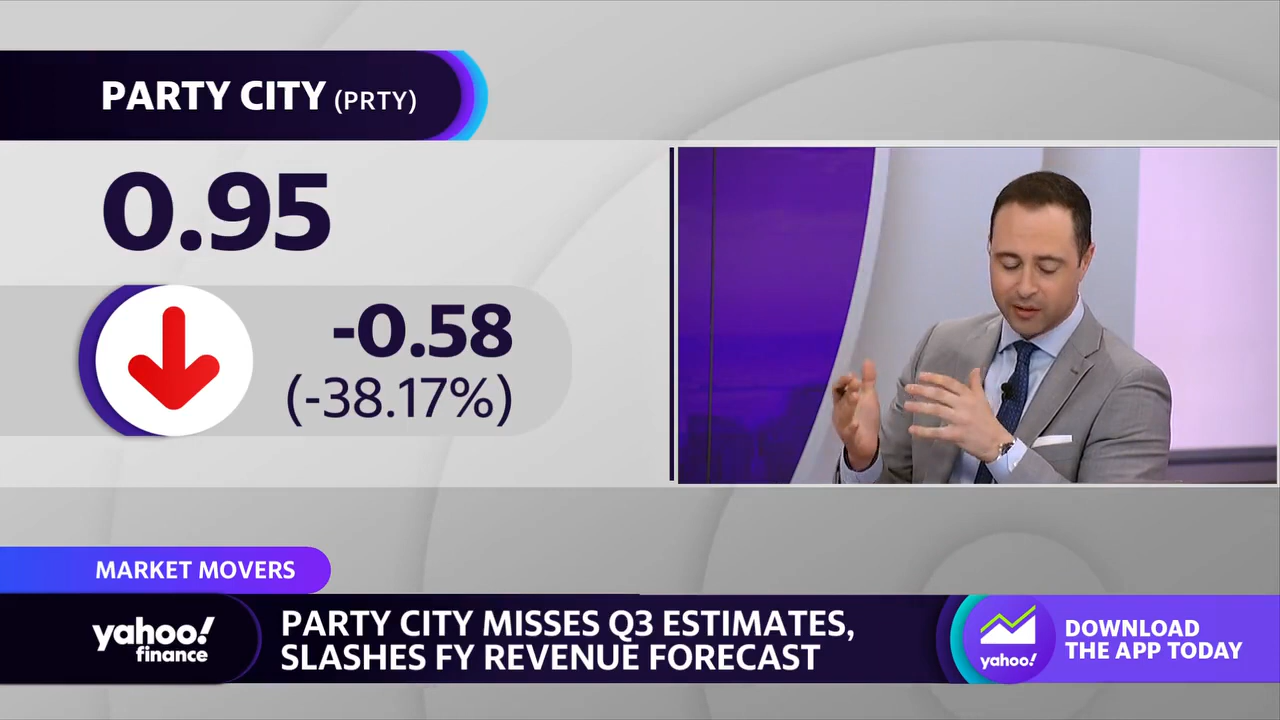 PARTY CITY (PRTY)
0.95
-0.58
(-38.17%)
MARKET MOVERS
yahoo!
finance
PARTY CITY MISSES Q3 ESTIMATES,
SLASHES FY REVENUE FORECAST
yahoo!
DOWNLOAD
THE APP TODAY